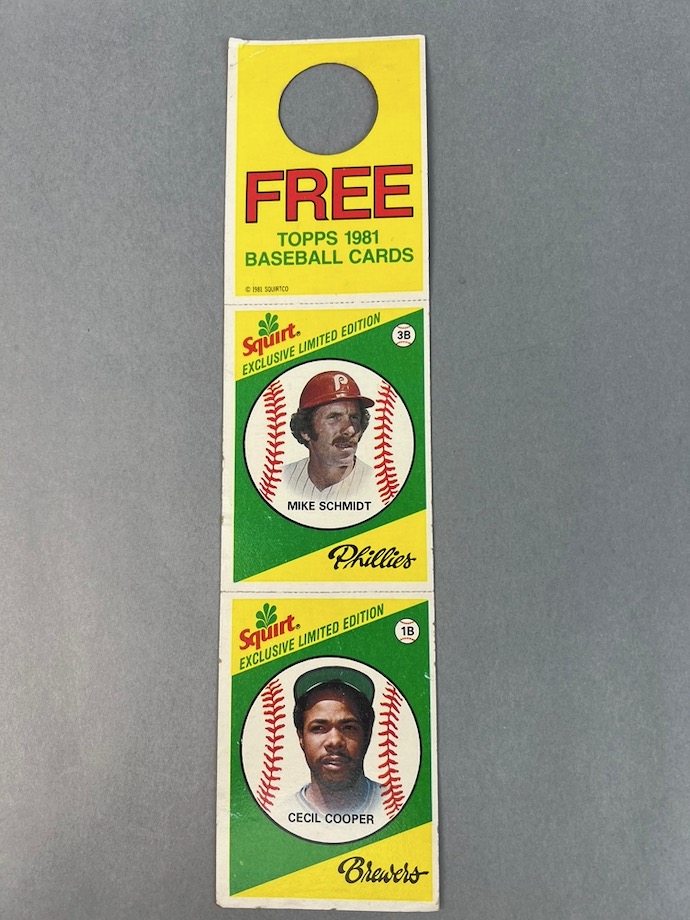 FREE
TOPPS 1981
BASEBALL CARDS
© 1981 SQUIRTCO
Squirt®
EXCLUSIVE LIMITED EDITION
3B
P
MIKE SCHMIDT
Phillies
Squirt®
EXCLUSIVE LIMITED EDITION
1B
CECIL COOPER
Brewers